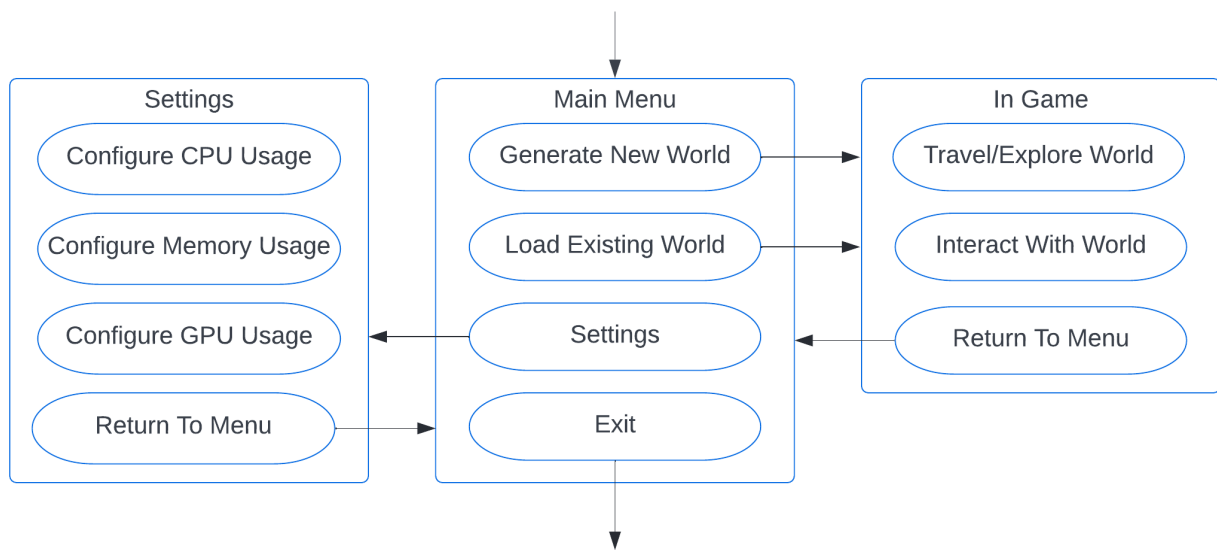 Settings
Configure CPU Usage
Configure Memory Usage
Configure GPU Usage
Return To Menu
Main Menu
Generate New World
Load Existing World
Settings
Exit
In Game
Travel/Explore World
Interact With World
Return To Menu